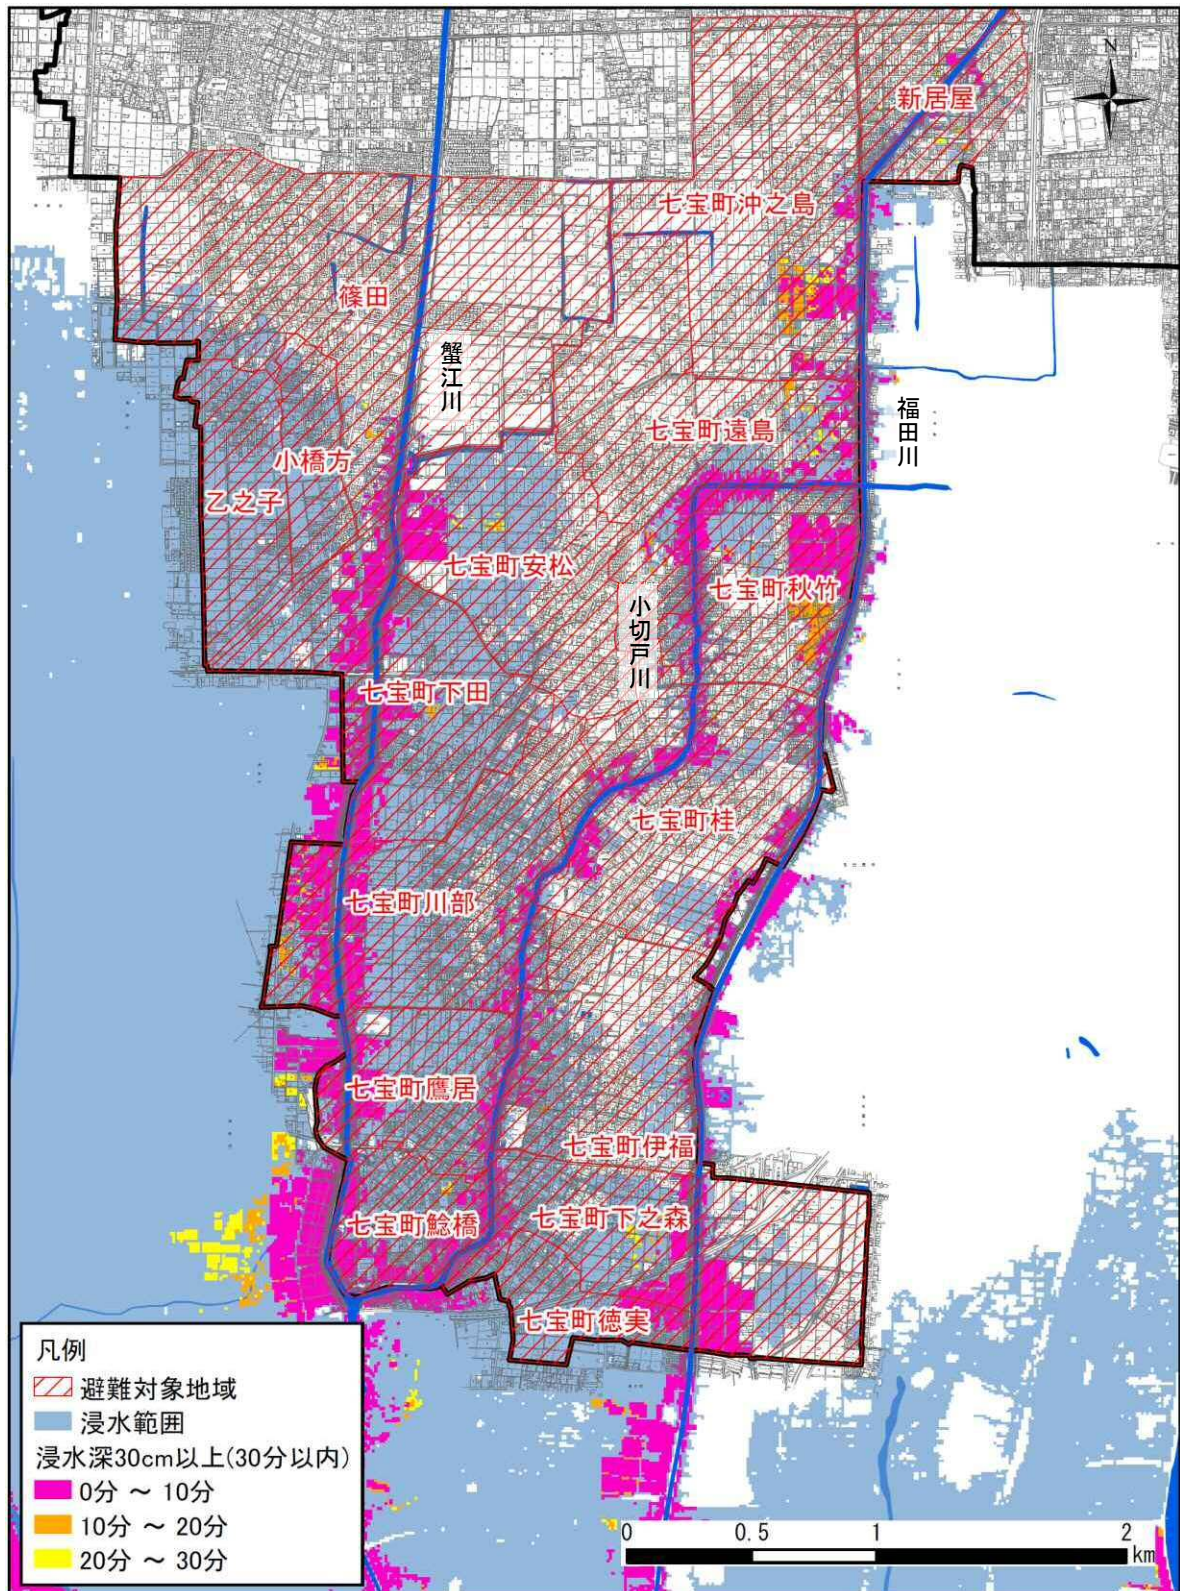 N
新居屋
七宝町沖之島
篠田
蟹江川
福田川
七宝町遠島
小橋方
乙之子
七宝町安松
七宝町秋竹
小切戸川
七宝町下田
七宝町桂
七宝町川部
七宝町鷹居
七宝町伊福
七宝町鯰橋
七宝町下之森
七宝町徳実
凡例
避難対象地域
浸水範囲
浸水深30cm以上(30分以内)
0分 ～ 10分
10分 ～ 20分
20分 ～ 30分
0 0.5 1 2
km